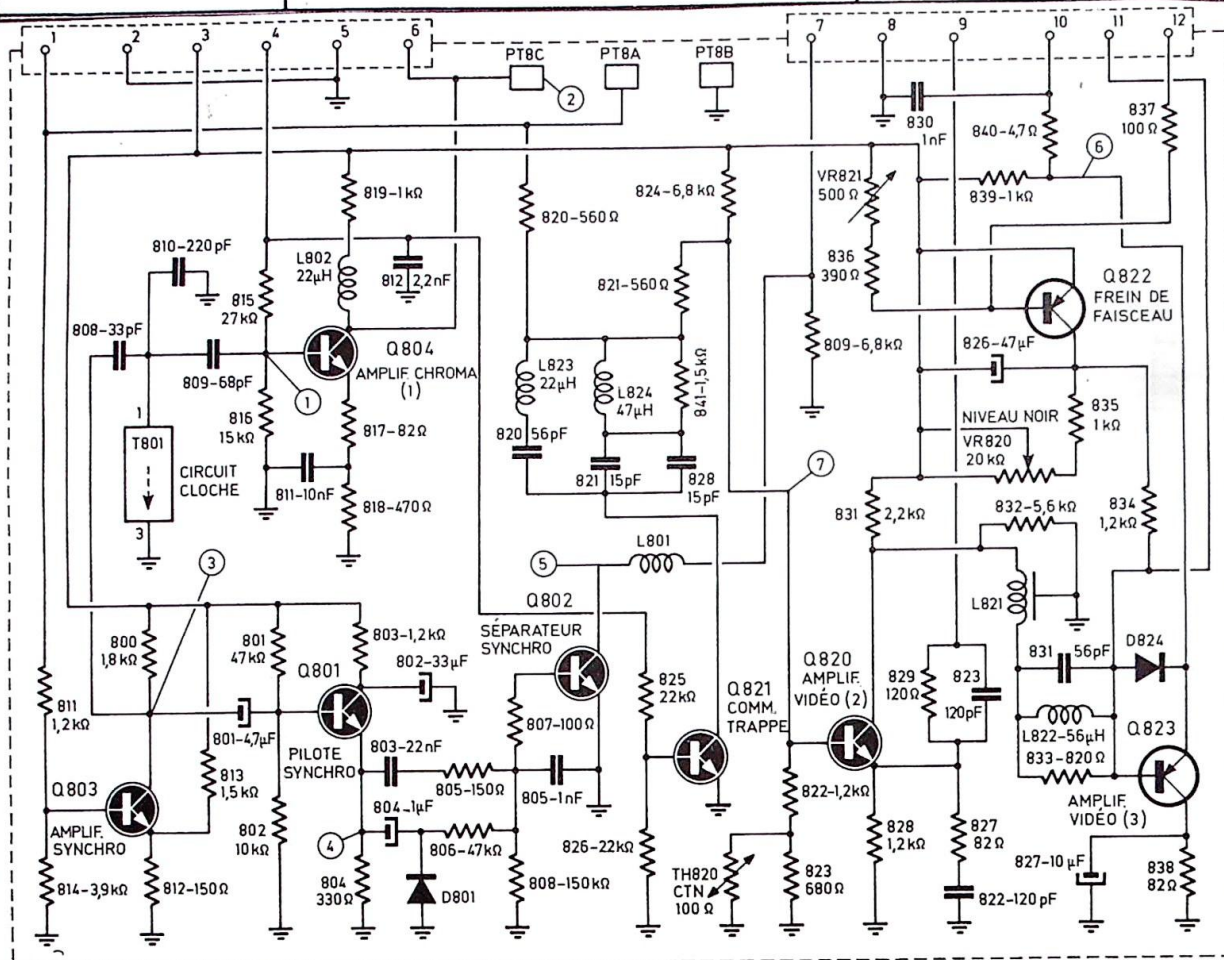 1 2 3 4 5 6 7 8 9 10 11 12
PT8C PT8A PT8B
2
830
1nF
840-4,7Ω
837
100Ω
6
819-1kΩ
820-560Ω
824-6,8kΩ
VR821
500Ω
839-1kΩ
810-220pF
L802
22µH
812 2,2nF
821-560Ω
836
390Ω
Q822
FREIN DE
FAISCEAU
815
27kΩ
808-33pF
809-68pF
Q804
AMPLIF. CHROMA
(1)
L823
22µH
L824
47µH
841-1,5kΩ
809-6,8kΩ
826-47µF
1
816
15kΩ
817-82Ω
835
1kΩ
NIVEAU NOIR
VR820
20kΩ
1
T801
3
CIRCUIT
CLOCHE
820 56pF
821 15pF
828
15pF
7
811-10nF
818-470Ω
831 2,2kΩ
832-5,6kΩ
834
1,2kΩ
L801
5
3
Q802
SÉPARATEUR
SYNCHRO
L821
800
1,8kΩ
801
47kΩ
803-1,2kΩ
Q801
802-33µF
831 56pF
D824
825
22kΩ
Q821
COMM.
TRAPPE
Q820
AMPLIF.
VIDÉO (2)
829
120Ω
823
120pF
811
1,2kΩ
801-4,7µF
PILOTE
SYNCHRO
807-100Ω
L822-56µH
833-820Ω
Q823
803-22nF
813
1,5kΩ
805-150Ω
805-1nF
822-1,2kΩ
Q803
AMPLIF.
SYNCHRO
802
10kΩ
804-1µF
4
806-47kΩ
826-22kΩ
AMPLIF.
VIDÉO (3)
828
1,2kΩ
827
82Ω
827-10µF
838
82Ω
814-3,9kΩ
812-150Ω
804
330Ω
D801
808-150kΩ
TH820
CTN
100Ω
823
680Ω
822-120pF